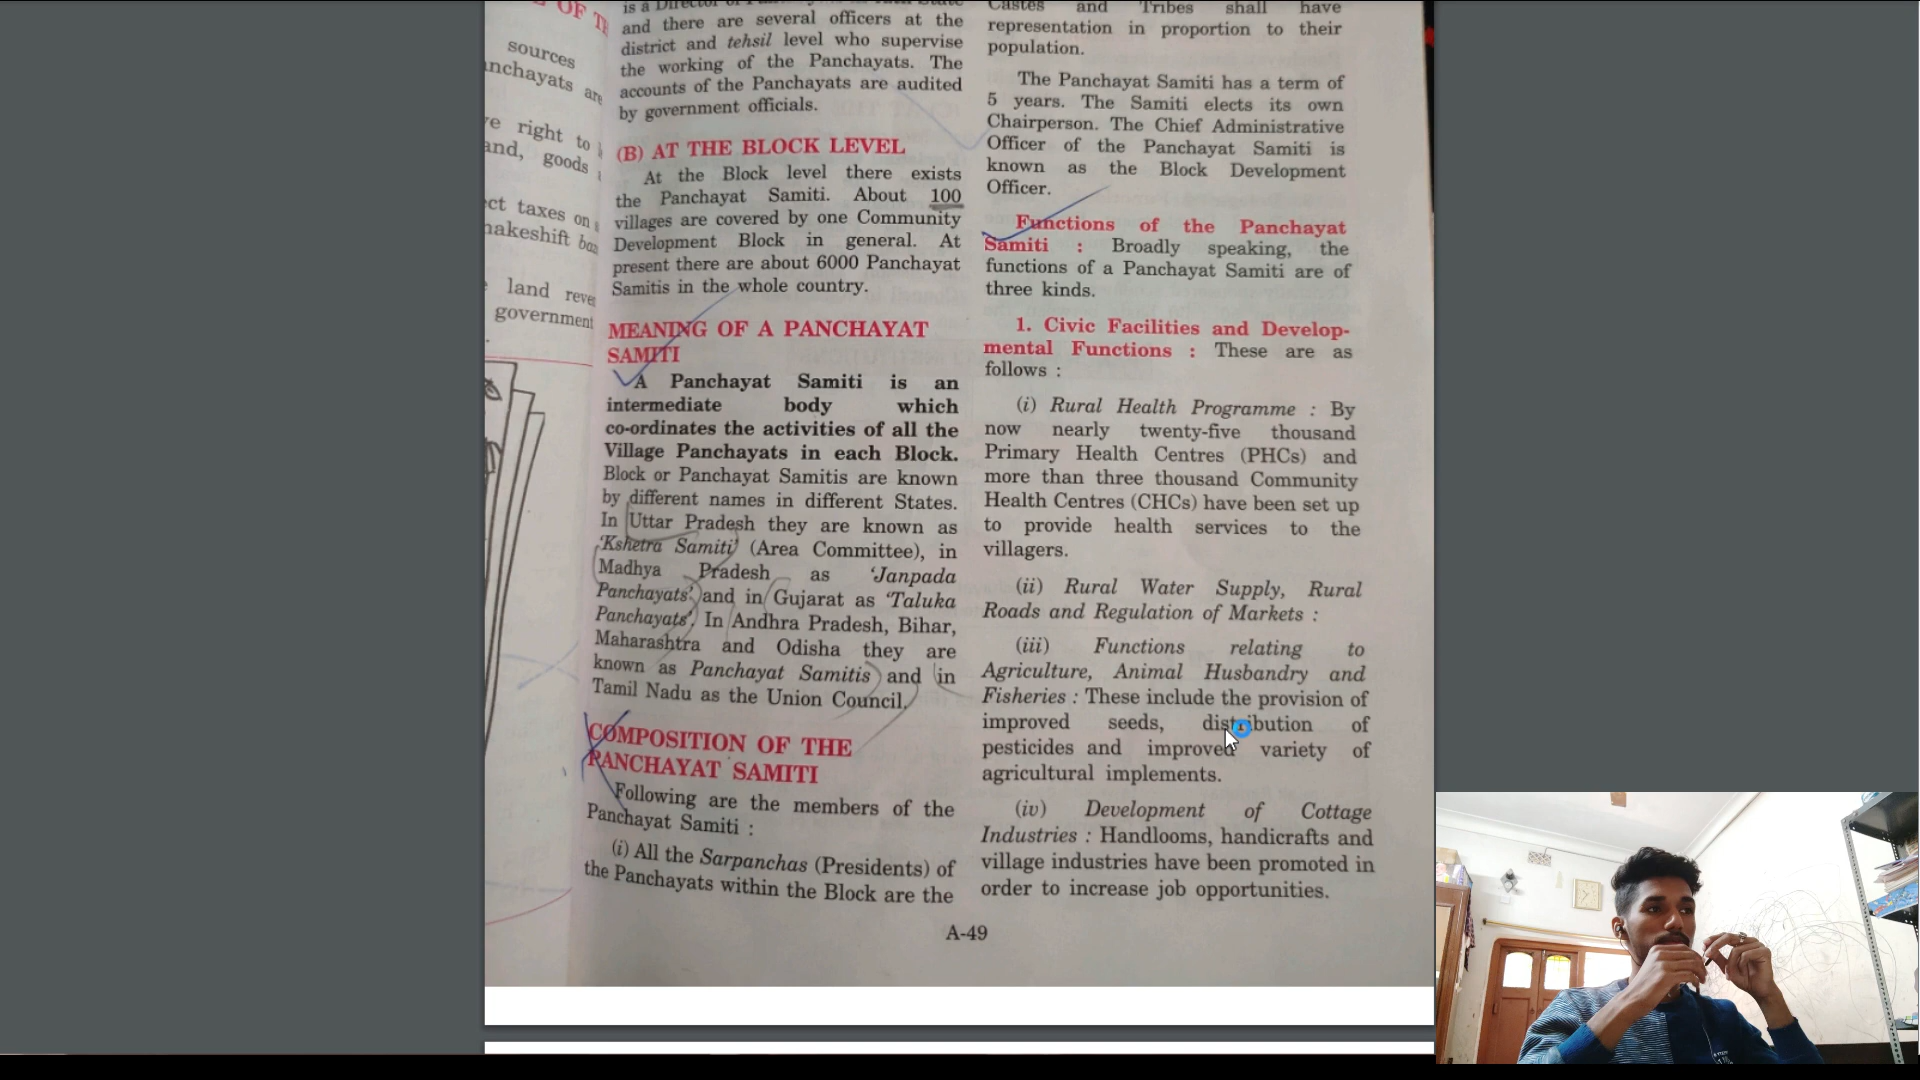 sources
nchayats are
e right to
and, goods
ct taxes on
makeshift
land reve
government
and there are several officers at the
district and tehsil level who supervise
the working of the Panchayats. The
accounts of the Panchayats are audited
by government officials.
(B) AT THE BLOCK LEVEL
At the Block level there exists
the Panchayat Samiti. About 100
villages are covered by one Community
Development Block in general. At
present there are about 6000 Panchayat
Samitis in the whole country.
MEANING OF A PANCHAYAT
SAMITI
A Panchayat Samiti is an
intermediate body which
co-ordinates the activities of all the
Village Panchayats in each Block.
Block or Panchayat Samitis are known
by different names in different States.
In Uttar Pradesh they are known as
‘Kshetra Samiti’ (Area Committee), in
Madhya Pradesh as ‘Janpada
Panchayats’ and in Gujarat as ‘Taluka
Panchayats’. In Andhra Pradesh, Bihar,
Maharashtra and Odisha they are
known as Panchayat Samitis and in
Tamil Nadu as the Union Council.
COMPOSITION OF THE
PANCHAYAT SAMITI
Following are the members of the
Panchayat Samiti :
(i) All the Sarpanchas (Presidents) of
the Panchayats within the Block are the
Castes and Tribes shall have
representation in proportion to their
population.
The Panchayat Samiti has a term of
5 years. The Samiti elects its own
Chairperson. The Chief Administrative
Officer of the Panchayat Samiti is
known as the Block Development
Officer.
Functions of the Panchayat
Samiti : Broadly speaking, the
functions of a Panchayat Samiti are of
three kinds.
1. Civic Facilities and Develop-
mental Functions : These are as
follows :
(i) Rural Health Programme : By
now nearly twenty-five thousand
Primary Health Centres (PHCs) and
more than three thousand Community
Health Centres (CHCs) have been set up
to provide health services to the
villagers.
(ii) Rural Water Supply, Rural
Roads and Regulation of Markets :
(iii) Functions relating to
Agriculture, Animal Husbandry and
Fisheries : These include the provision of
improved seeds, distribution of
pesticides and improved variety of
agricultural implements.
(iv) Development of Cottage
Industries : Handlooms, handicrafts and
village industries have been promoted in
order to increase job opportunities.
A-49